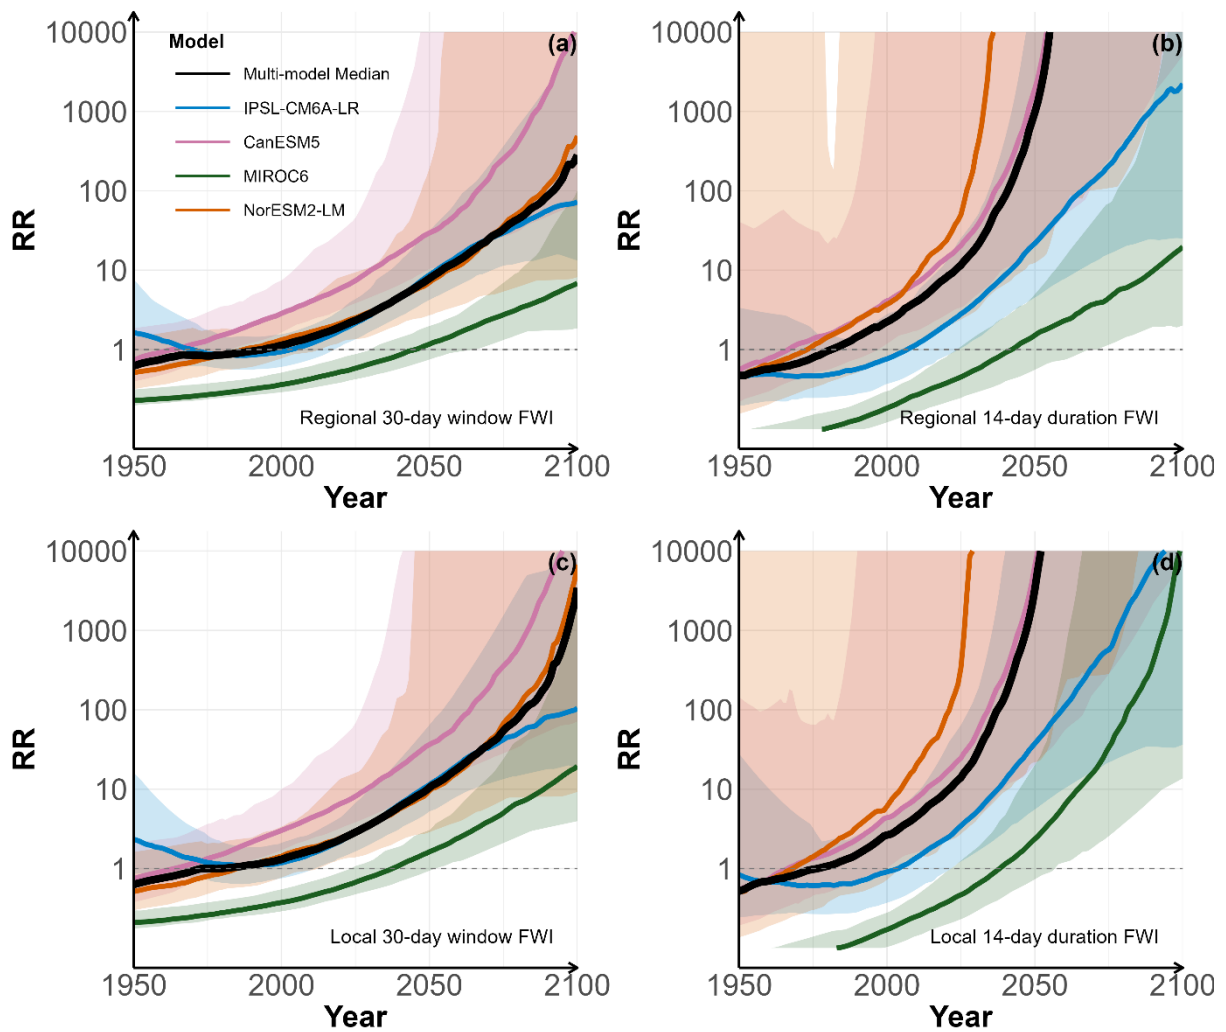 10000
1000
100
10
1
RR
Model
Multi-model Median
IPSL-CM6A-LR
CanESM5
MIROC6
NorESM2-LM
(a)
Regional 30-day window FWI
1950
2000
2050
2100
Year
10000
1000
100
10
1
RR
(b)
Regional 14-day duration FWI
1950
2000
2050
2100
Year
10000
1000
100
10
1
RR
(c)
Local 30-day window FWI
1950
2000
2050
2100
Year
10000
1000
100
10
1
RR
(d)
Local 14-day duration FWI
1950
2000
2050
2100
Year